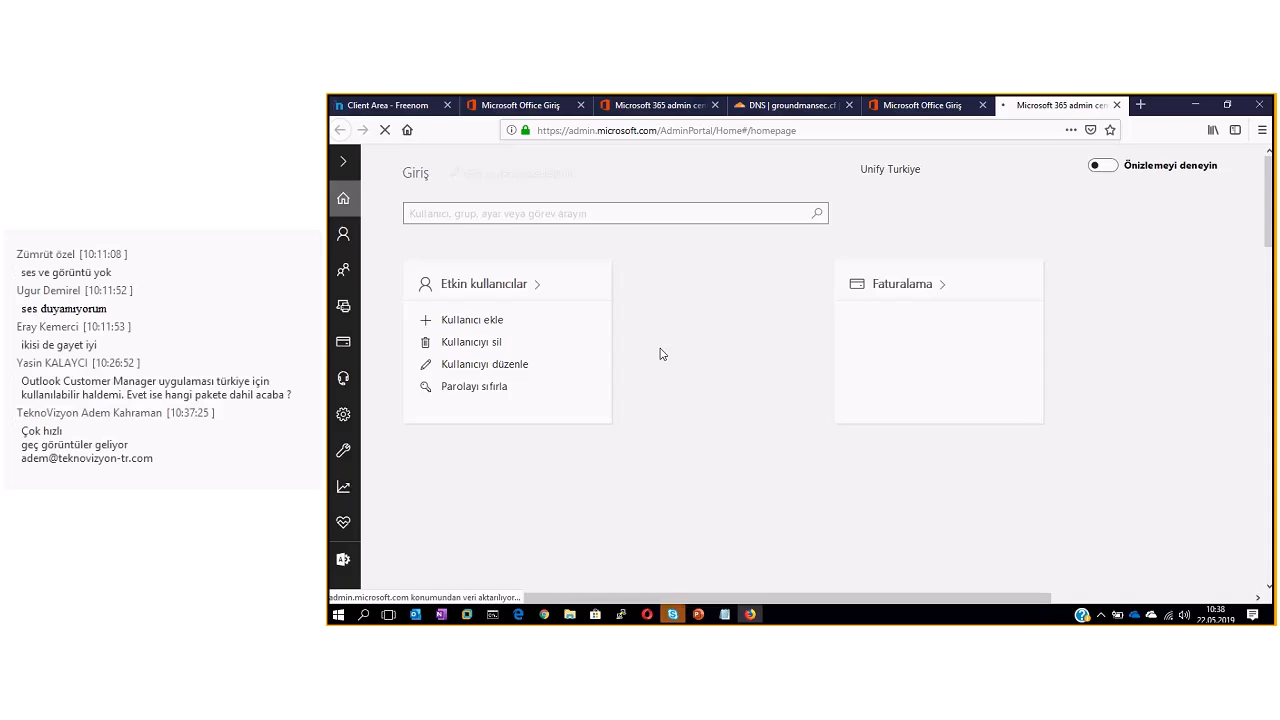 Zümrüt özel [10:11:08 ]
ses ve görüntü yok
Ugur Demirel [10:11:52 ]
ses duyamıyorum
Eray Kemerci [10:11:53 ]
ikisi de gayet iyi
Yasin KALAYCI [10:26:52 ]
Outlook Customer Manager uygulaması türkiye için
kullanılabilir haldemi. Evet ise hangi pakete dahil acaba ?
TeknoVizyon Adem Kahraman [10:37:25 ]
Çok hızlı
geç görüntüler geliyor
adem@teknovizyon-tr.com
Client Area - Freenom
Microsoft Office Giriş
Microsoft 365 admin cen
DNS | groundmansec.cf
Microsoft Office Giriş
Microsoft 365 admin cen
https://admin.microsoft.com/AdminPortal/Home#/homepage
Giriş
Unify Turkiye
Önizlemeyi deneyin
Kullanıcı, grup, ayar veya görev arayın
Etkin kullanıcılar
Kullanıcı ekle
Kullanıcıyı sil
Kullanıcıyı düzenle
Parolayı sıfırla
Faturalama
admin.microsoft.com konumundan veri aktarılıyor...
10:38
22.05.2019